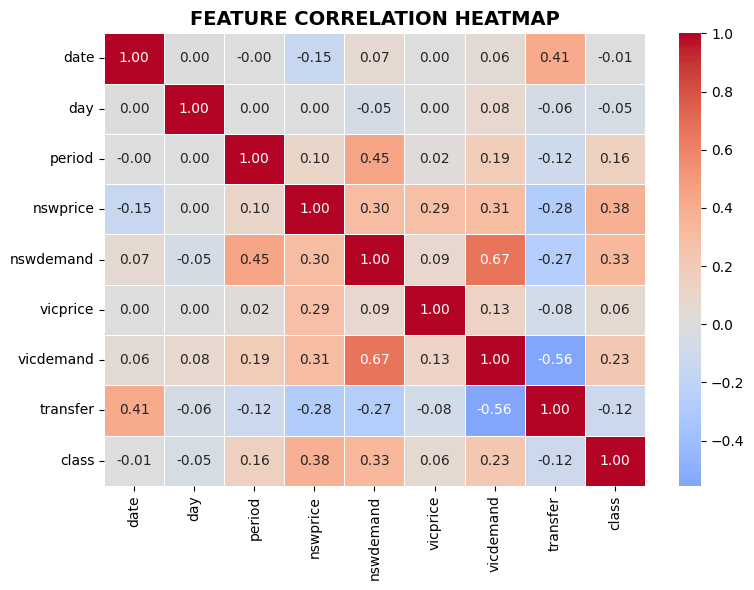 FEATURE CORRELATION HEATMAP
date 1.00 0.00 -0.00 -0.15 0.07 0.00 0.06 0.41 -0.01
day 0.00 1.00 0.00 0.00 -0.05 0.00 0.08 -0.06 -0.05
period -0.00 0.00 1.00 0.10 0.45 0.02 0.19 -0.12 0.16
nswprice -0.15 0.00 0.10 1.00 0.30 0.29 0.31 -0.28 0.38
nswdemand 0.07 -0.05 0.45 0.30 1.00 0.09 0.67 -0.27 0.33
vicprice 0.00 0.00 0.02 0.29 0.09 1.00 0.13 -0.08 0.06
vicdemand 0.06 0.08 0.19 0.31 0.67 0.13 1.00 -0.56 0.23
transfer 0.41 -0.06 -0.12 -0.28 -0.27 -0.08 -0.56 1.00 -0.12
class -0.01 -0.05 0.16 0.38 0.33 0.06 0.23 -0.12 1.00
date day period nswprice nswdemand vicprice vicdemand transfer class
1.0
0.8
0.6
0.4
0.2
0.0
−0.2
−0.4